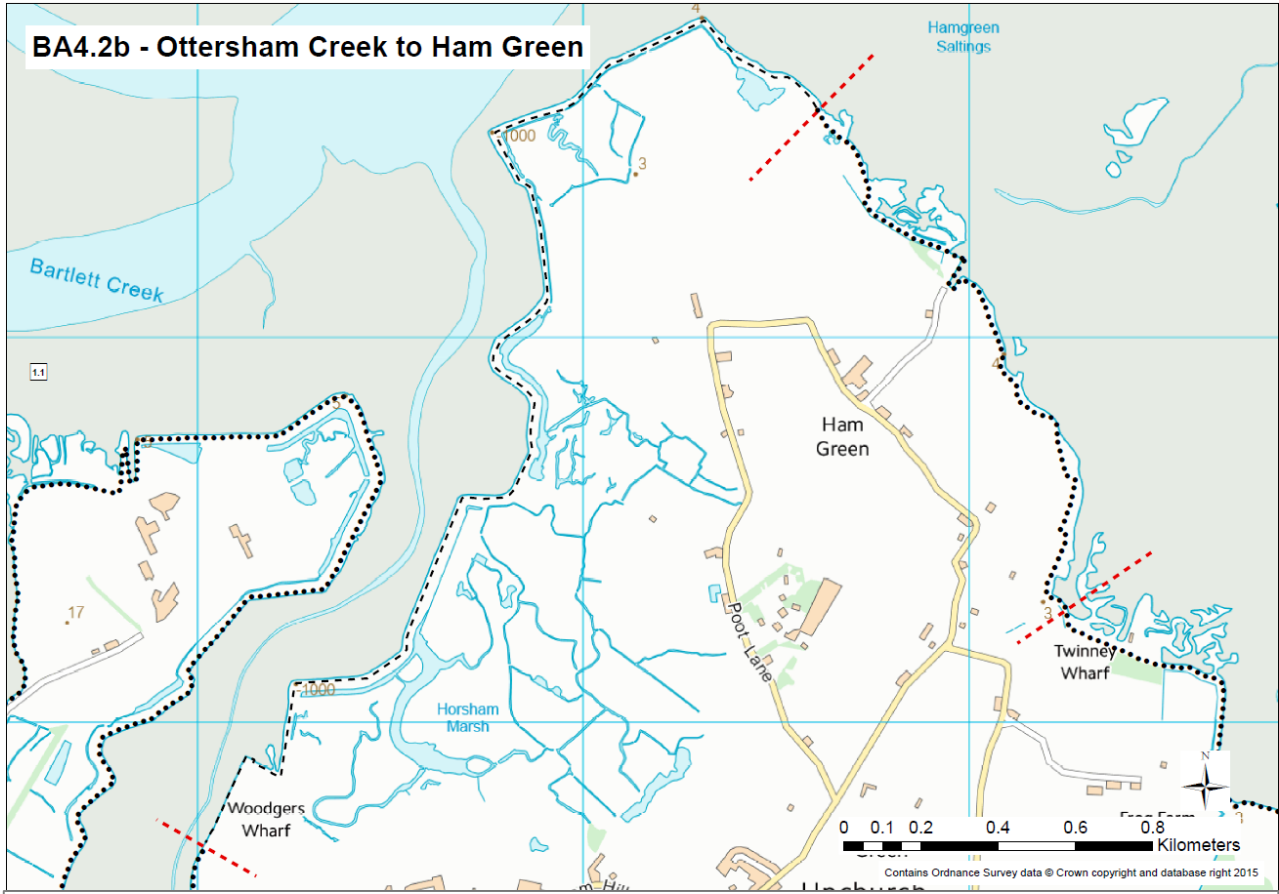 BA4.2b - Ottersham Creek to Ham Green
4
Hamgreen
Saltings
1000
3
Bartlett Creek
1.1
4
5
Ham
Green
17
Poot Lane
3
Twinney
Wharf
1000
Horsham
Marsh
N
Woodgers
Wharf
0 0.1 0.2 0.4 0.6 0.8
Kilometers
Contains Ordnance Survey data © Crown copyright and database right 2015